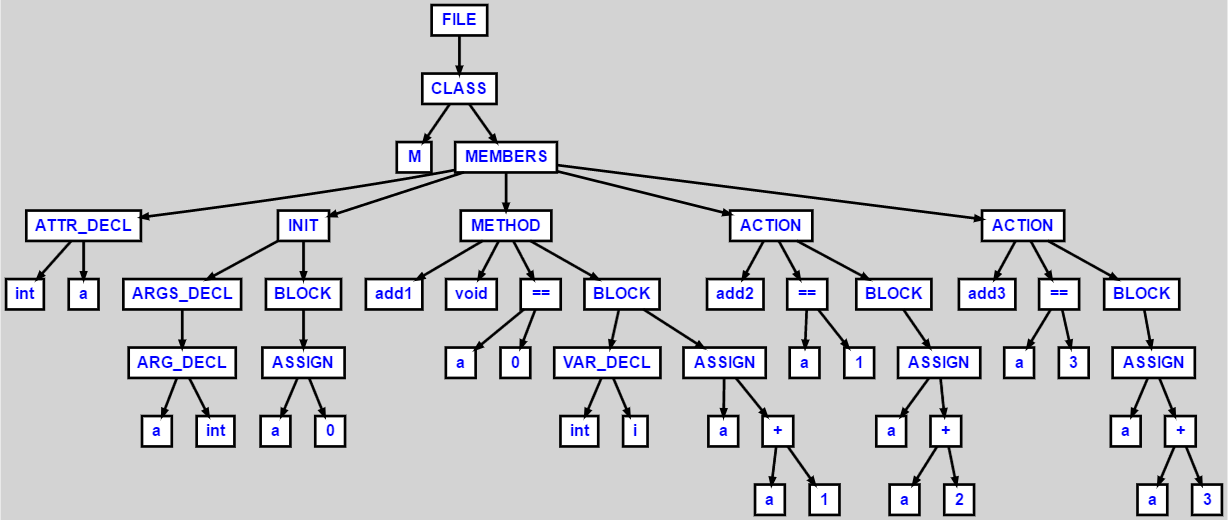 FILE
CLASS
M MEMBERS
ATTR_DECL INIT METHOD ACTION ACTION
int a ARGS_DECL BLOCK add1 void == BLOCK add2 == BLOCK add3 == BLOCK
ARG_DECL ASSIGN a 0 VAR_DECL ASSIGN a 1 ASSIGN a 3 ASSIGN
a int a 0 int i a + a + a +
a 1 a 2 a 3